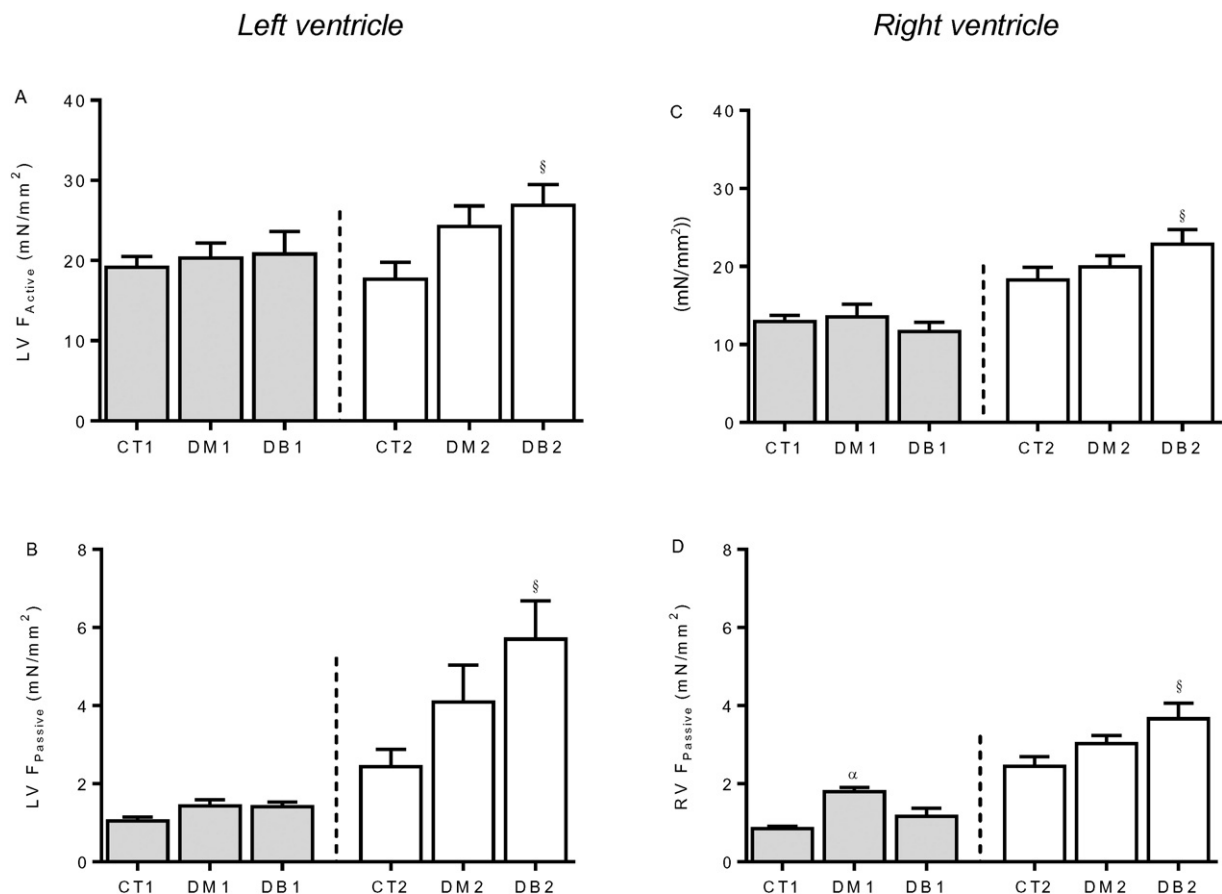 Left ventricle
Right ventricle
A
LV F_Active (mN/mm²)
40
30
20
10
0
§
CT1 DM1 DB1 CT2 DM2 DB2
C
(mN/mm²))
40
30
20
10
0
§
CT1 DM1 DB1 CT2 DM2 DB2
B
LV F_Passive (mN/mm²)
8
6
4
2
0
§
CT1 DM1 DB1 CT2 DM2 DB2
D
RV F_Passive (mN/mm²)
8
6
4
2
0
α
§
CT1 DM1 DB1 CT2 DM2 DB2